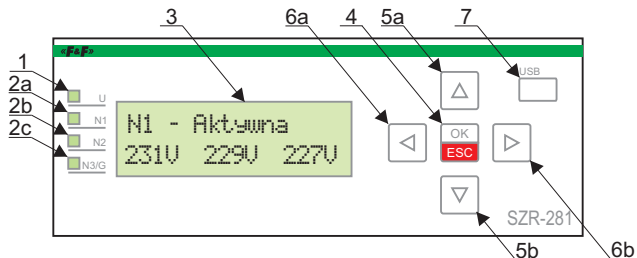 6a 3 4 5a 7
«F&F»
1
2a
2b
2c
U
N1
N2
N3/G
N1 - Aktywna
231V 229V 227V
OK
ESC
USB
SZR-281
5b
6b